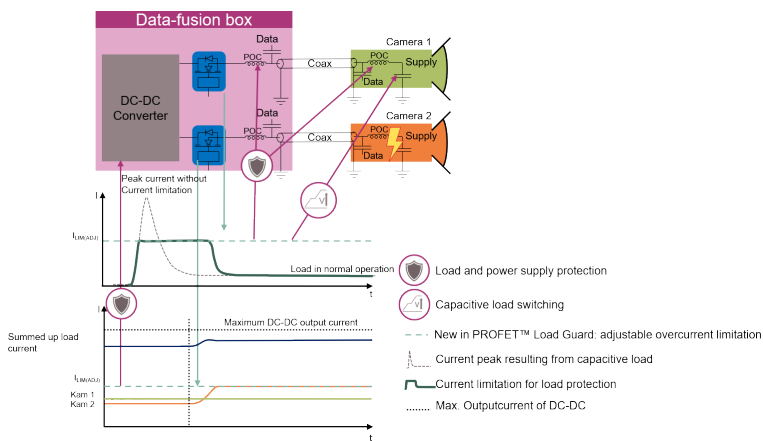 Data-fusion box
Data
POC
Coax
Camera 1
POC
Supply
Data
DC-DC
Converter
Data
POC
Coax
Camera 2
POC
Supply
Data
Peak current without
Current limitation
I
V
ILIM(ADJ)
Load in normal operation
t
Load and power supply protection
V
Capacitive load switching
I
Maximum DC-DC output current
Summed up load
current
New in PROFET™ Load Guard: adjustable overcurrent limitation
Current peak resulting from capacitive load
ILIM(ADJ)
Current limitation for load protection
Kam 1
Kam 2
Max. Outputcurrent of DC-DC
t